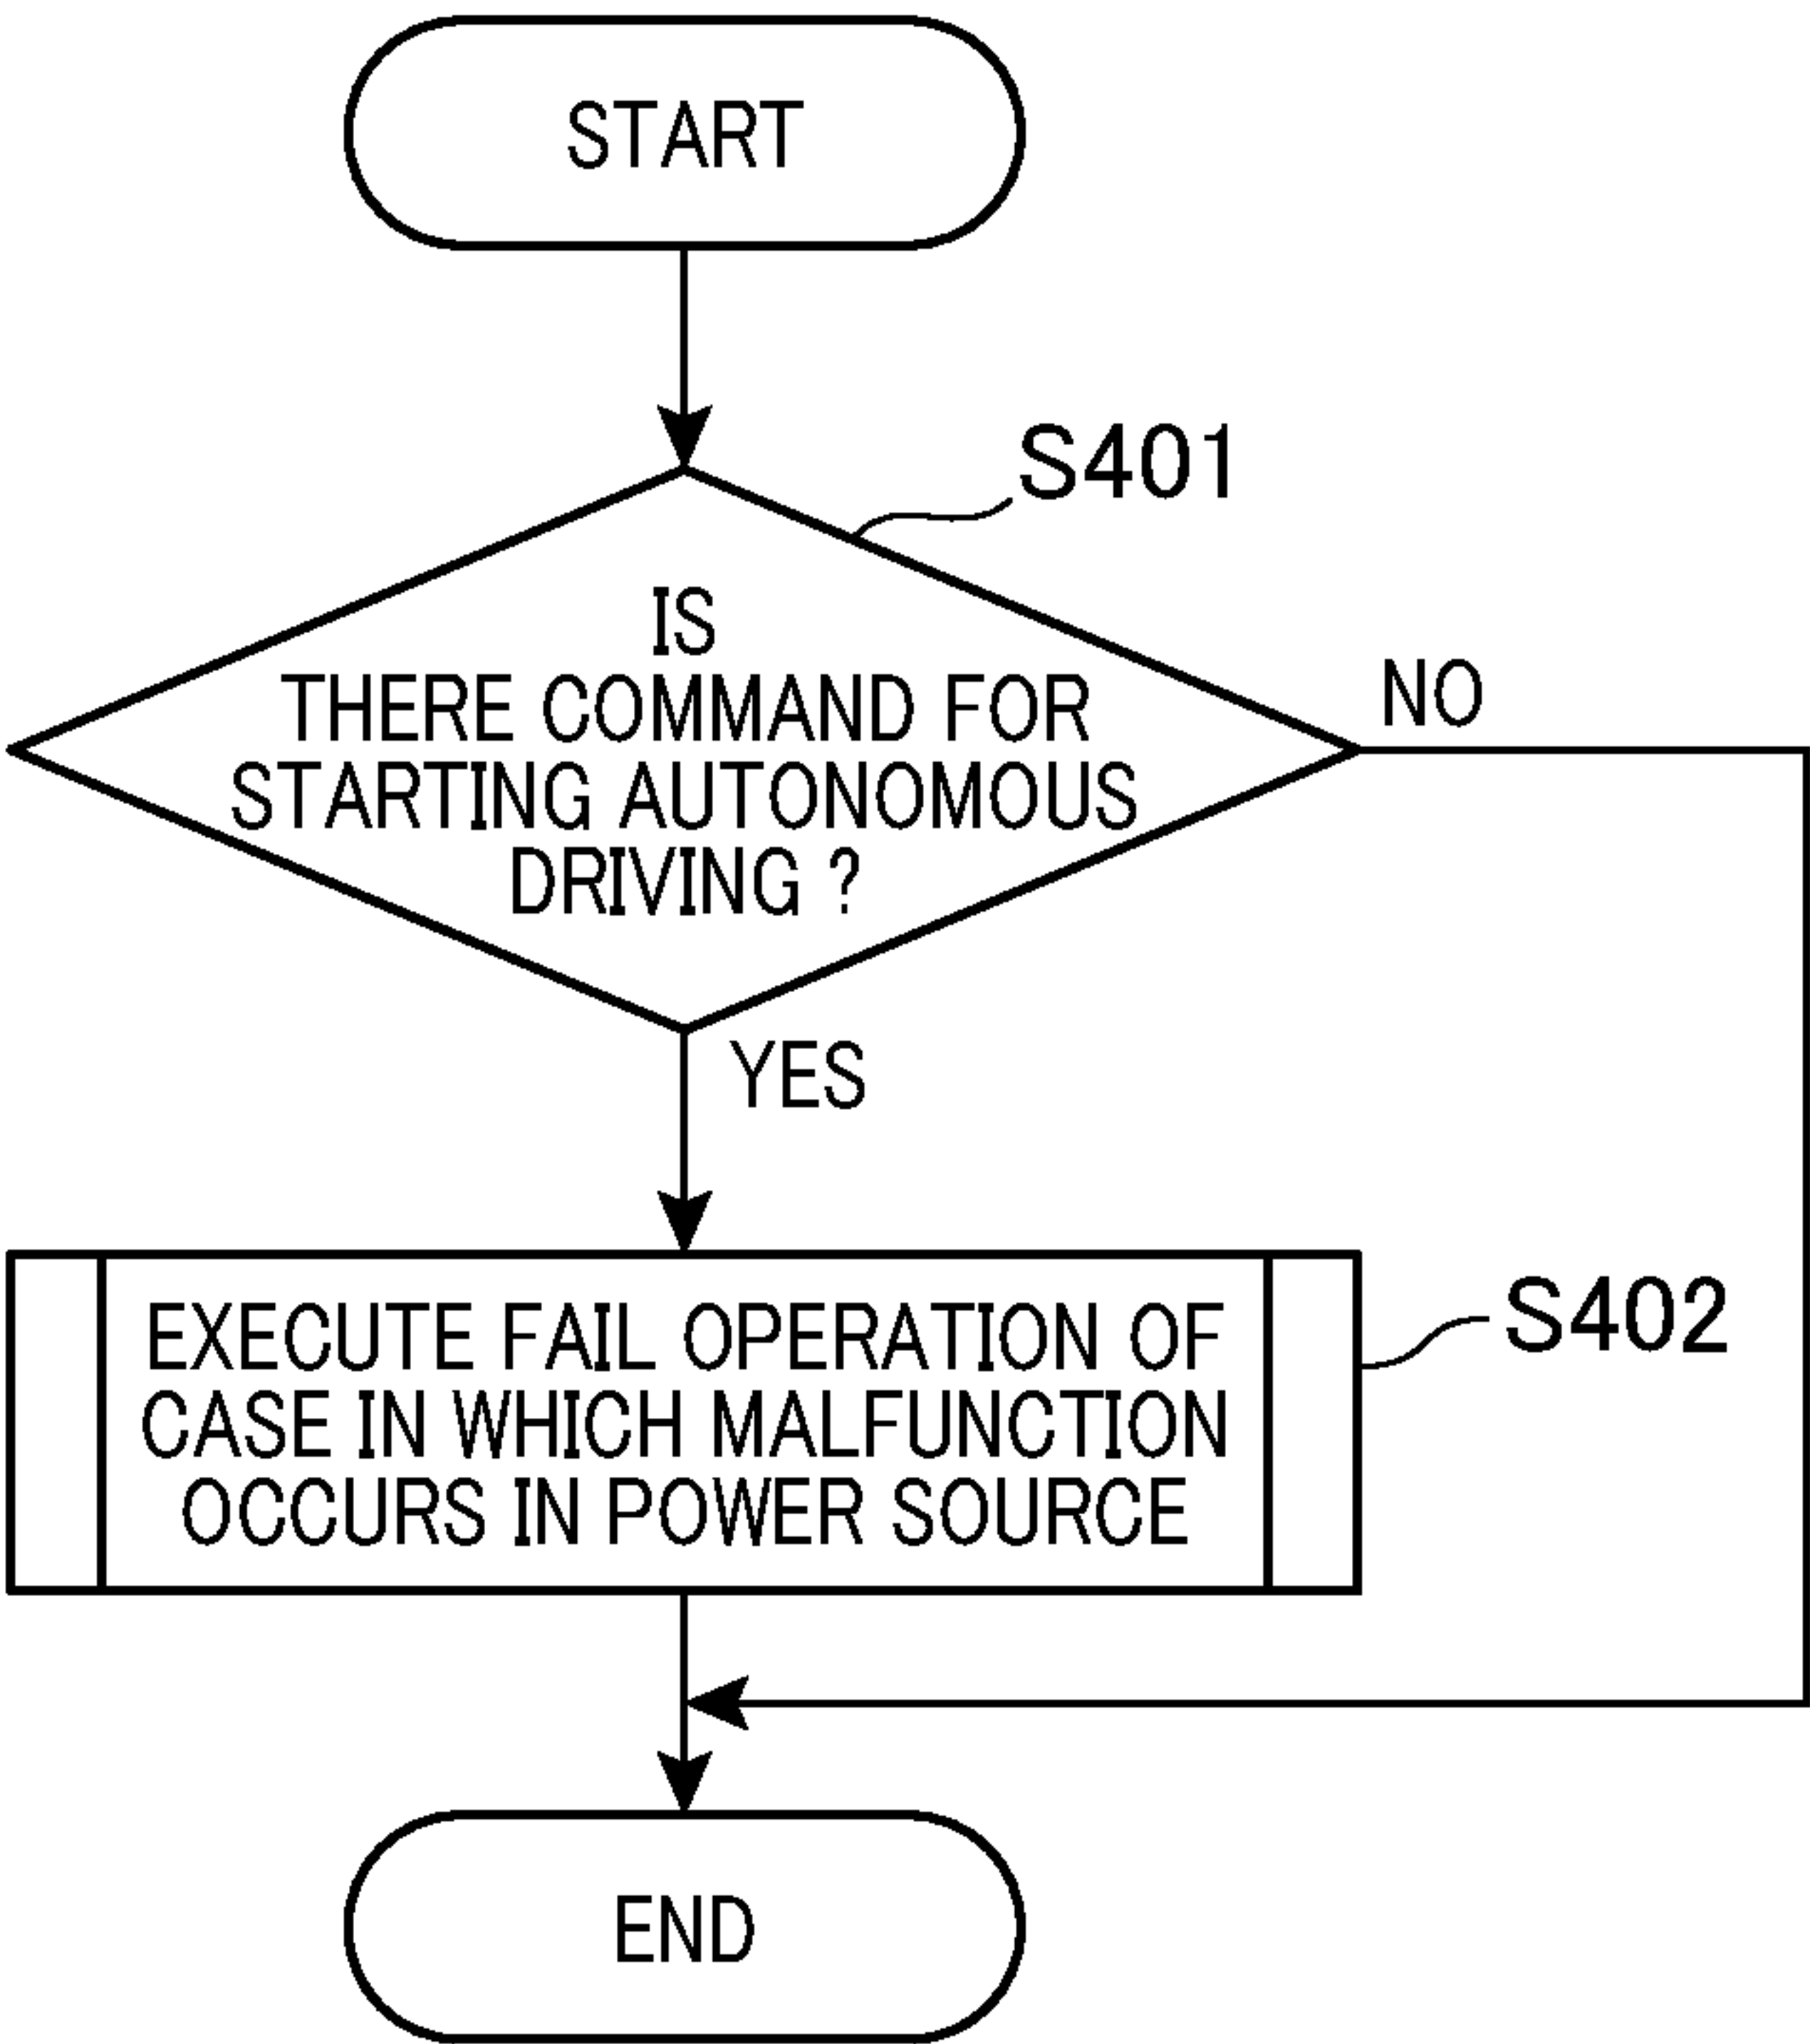 START
S401
IS
THERE COMMAND FOR
STARTING AUTONOMOUS
DRIVING ?
NO
YES
EXECUTE FAIL OPERATION OF
CASE IN WHICH MALFUNCTION
OCCURS IN POWER SOURCE
S402
END